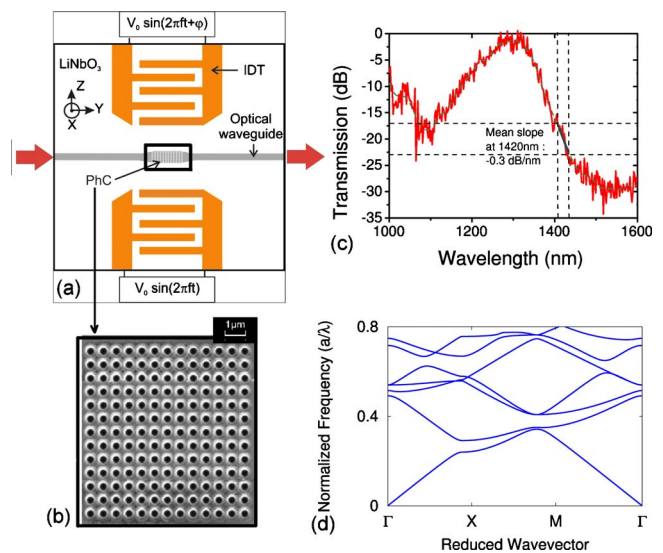 V₀ sin(2πft+φ)
LiNbO₃
IDT
Z
Y
X
Optical
waveguide
PhC
(a)
V₀ sin(2πft)
1μm
(b)
Transmission (dB)
0
-5
-10
-15
-20
-25
-30
-35
Mean slope
at 1420nm :
-0.3 dB/nm
1000 1200 1400 1600
Wavelength (nm)
(c)
Normalized Frequency (a/λ)
0.8
0.4
0
Γ X M Γ
Reduced Wavevector
(d)